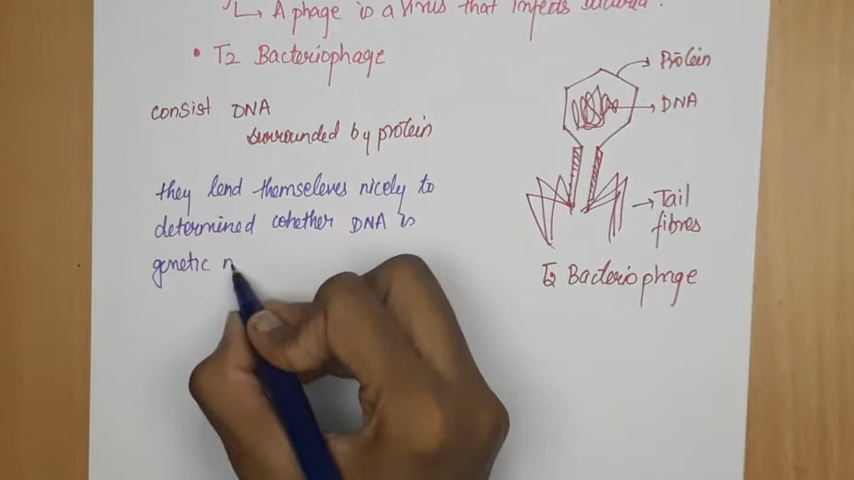 ↳ A phage is a virus that infects bacteria.
• T2 Bacteriophage
consist DNA
surrounded by protein
they lend themseleves nicely to
determined whether DNA is
genetic
Protein
DNA
Tail
fibres
T2 Bacteriophage